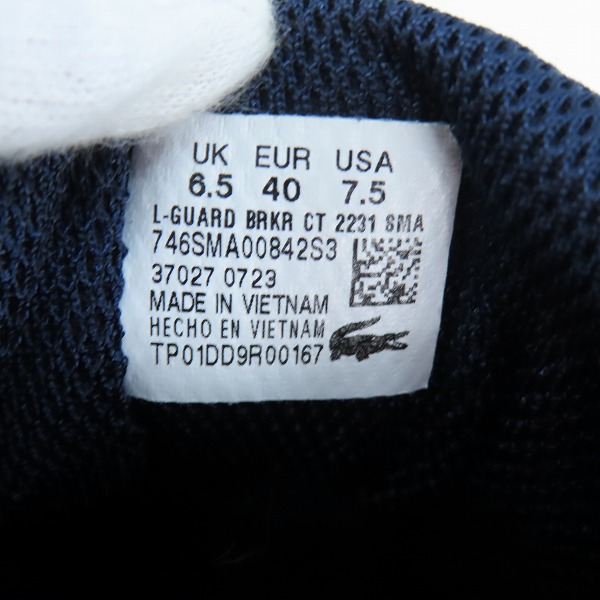 UK EUR USA
6.5 40 7.5
L-GUARD BRKR CT 2231 SMA
746SMA00842S3
37027 0723
MADE IN VIETNAM
HECHO EN VIETNAM
TP01DD9R00167